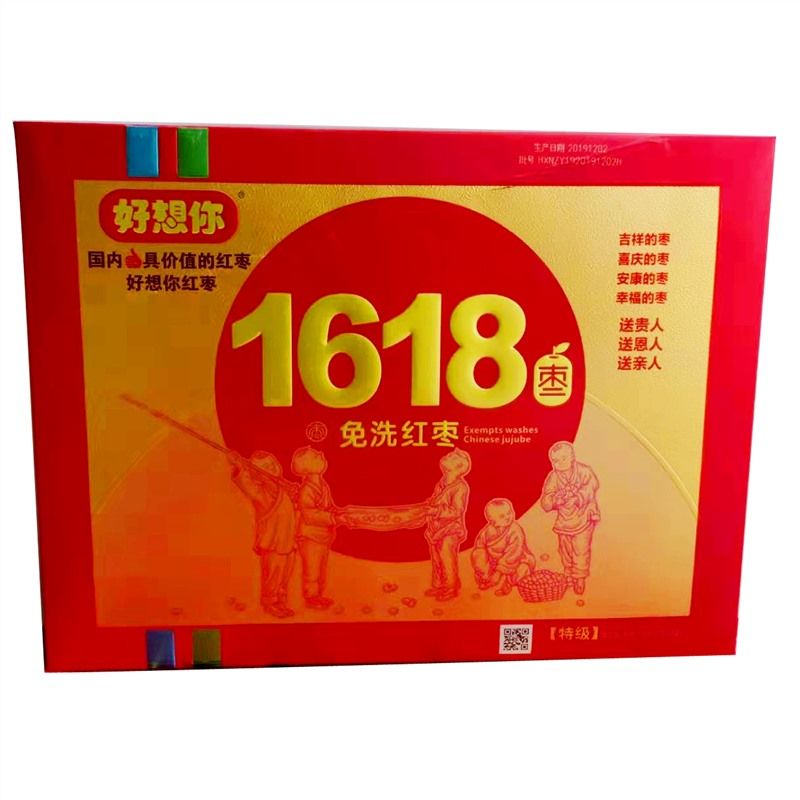 生产日期 20191202
批号 HXNZY1920191202H
好想你®
国内具价值的红枣
好想你红枣
吉祥的枣
喜庆的枣
安康的枣
幸福的枣
送贵人
送恩人
送亲人
1618
枣
免洗红枣
Exempts washes
Chinese jujube
【特级】